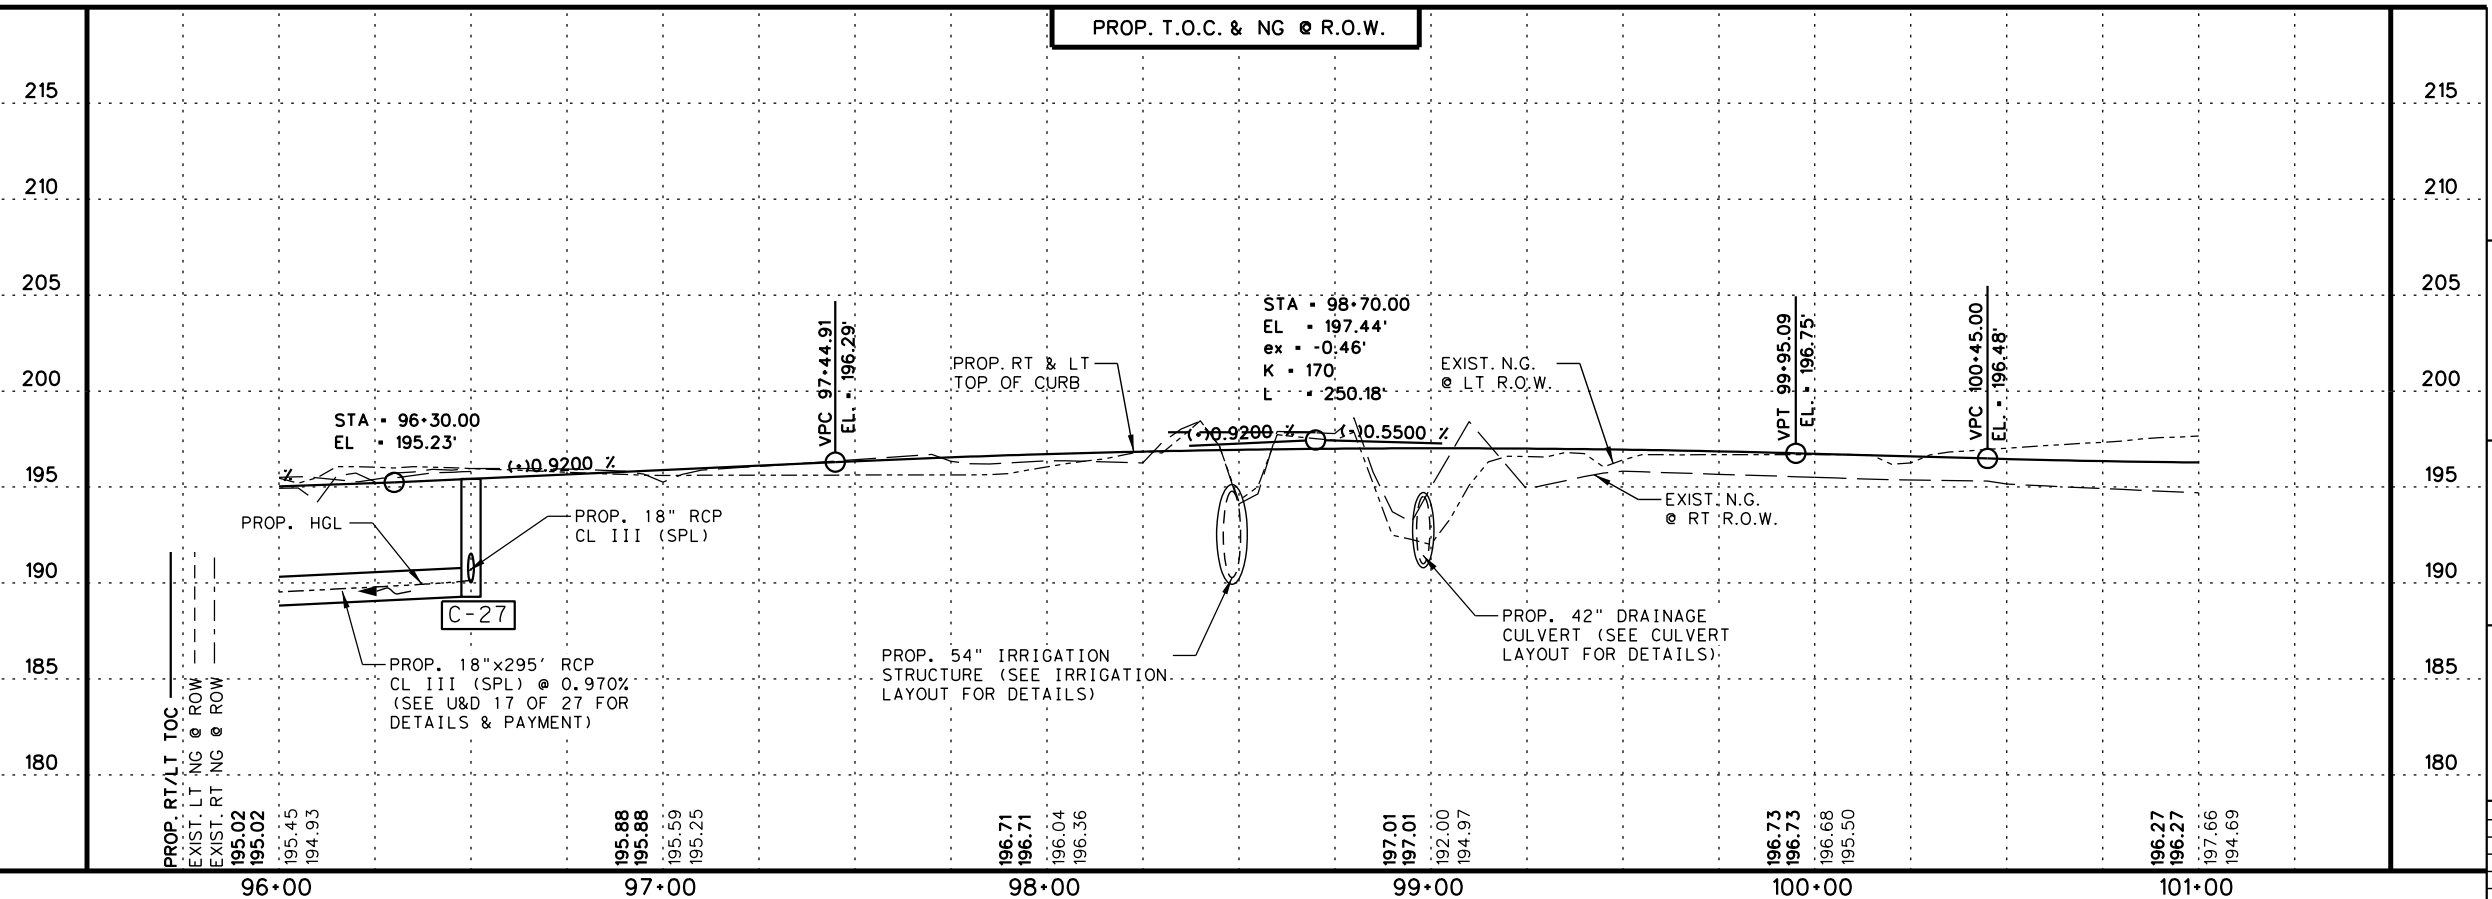 PROP. T.O.C. & NG @ R.O.W.
215
215
210
210
205
205
200
200
195
195
190
190
185
185
180
180
STA = 96+30.00
EL = 195.23'
%
(+)0.9200 %
VPC 97+44.91
EL. = 196.29'
PROP. RT & LT
TOP OF CURB
STA = 98+70.00
EL = 197.44'
ex = -0.46'
K = 170
L = 250.18'
(+)0.9200 %
(-)0.5500 %
EXIST. N.G.
@ LT R.O.W.
VPT 99+95.09
EL. = 196.75'
VPC 100+45.00
EL. = 196.48'
EXIST. N.G.
@ RT R.O.W.
PROP. HGL
PROP. 18" RCP
CL III (SPL)
C-27
PROP. 18"x295' RCP
CL III (SPL) @ 0.970%
(SEE U&D 17 OF 27 FOR
DETAILS & PAYMENT)
PROP. 54" IRRIGATION
STRUCTURE (SEE IRRIGATION
LAYOUT FOR DETAILS)
PROP. 42" DRAINAGE
CULVERT (SEE CULVERT
LAYOUT FOR DETAILS)
PROP. RT/LT TOC
EXIST. LT NG @ ROW
EXIST. RT NG @ ROW
195.02
195.02
195.45
194.93
195.88
195.88
195.59
195.25
196.71
196.71
196.04
196.36
197.01
197.01
192.00
194.97
196.73
196.73
196.68
195.50
196.27
196.27
197.66
194.69
96+00
97+00
98+00
99+00
100+00
101+00